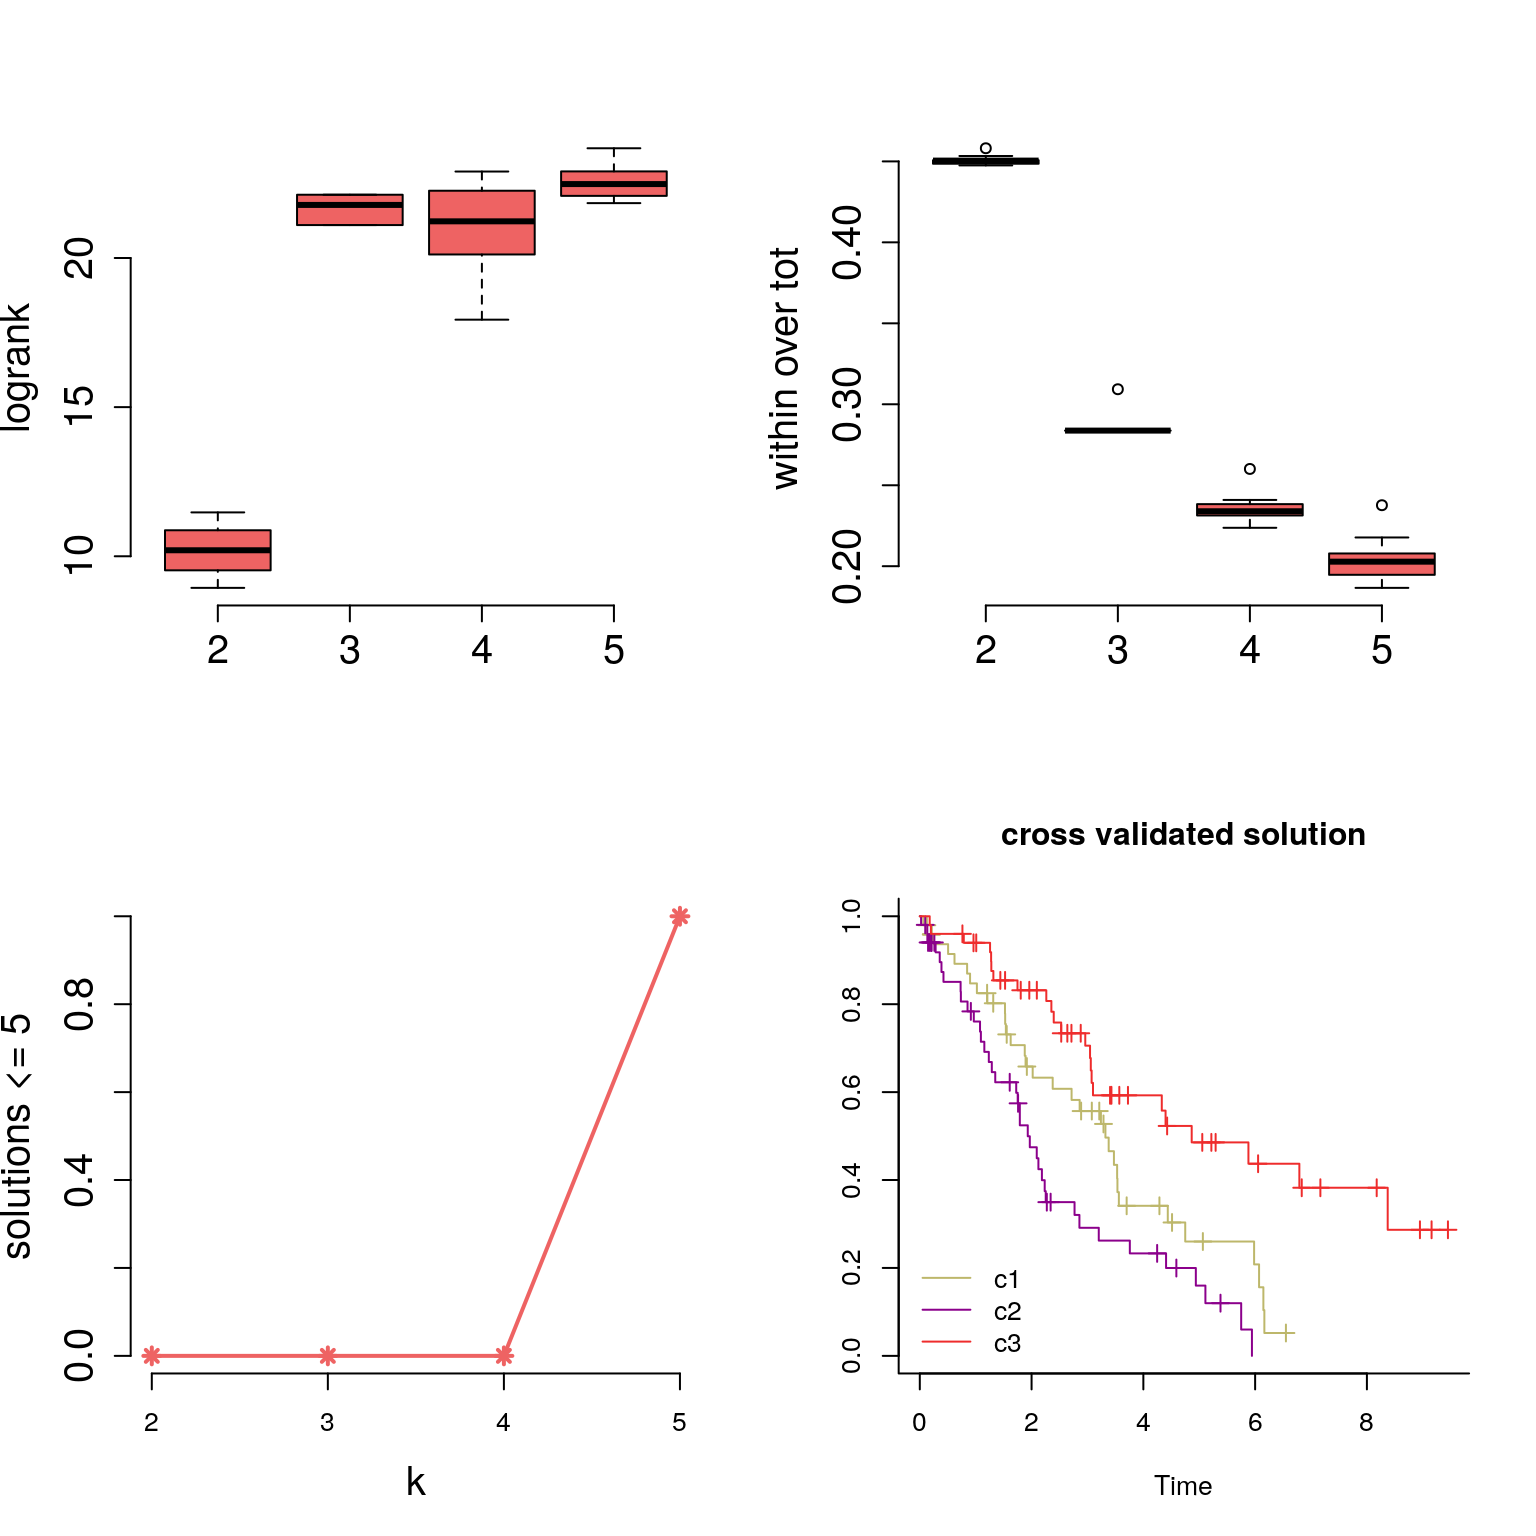 logrank
20
15
10
2 3 4 5
within over tot
0.40
0.30
0.20
2 3 4 5
solutions <= 5
0.8
0.4
0.0
2 3 4 5
k
cross validated solution
1.0
0.8
0.6
0.4
0.2
0.0
c1
c2
c3
0 2 4 6 8
Time